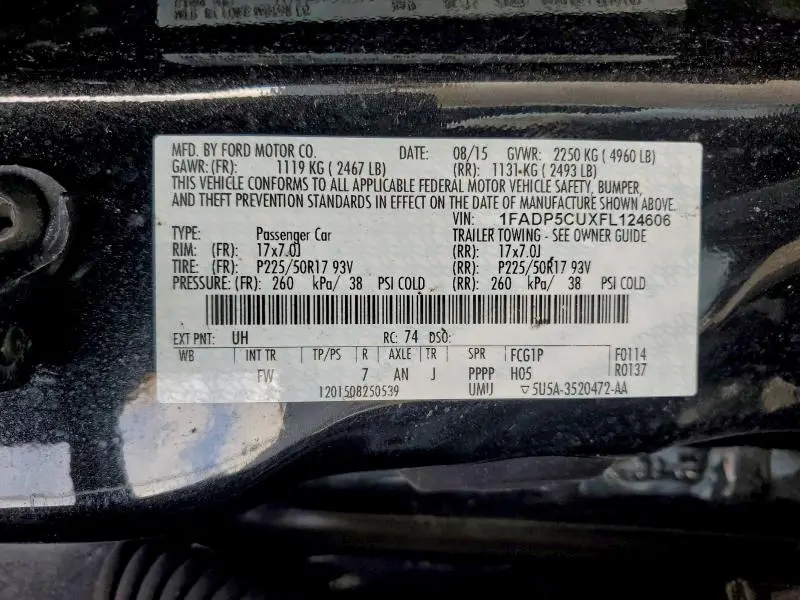 MFD. BY FORD MOTOR CO. DATE: 08/15 GVWR: 2250 KG ( 4960 LB)
GAWR:(FR): 1119 KG ( 2467 LB) (RR): 1131 KG ( 2493 LB)
THIS VEHICLE CONFORMS TO ALL APPLICABLE FEDERAL MOTOR VEHICLE SAFETY, BUMPER,
AND THEFT PREVENTION STANDARDS IN EFFECT ON THE DATE OF MANUFACTURE SHOWN ABOVE.
VIN: 1FADP5CUXFL124606
TYPE: Passenger Car TRAILER TOWING - SEE OWNER GUIDE
RIM: (FR): 17x7.0J (RR): 17x7.0J
TIRE: (FR): P225/50R17 93V (RR): P225/50R17 93V
PRESSURE: (FR): 260 kPa/ 38 PSI COLD (RR): 260 kPa/ 38 PSI COLD
EXT PNT: UH RC: 74 DSO:
WB INT TR TP/PS R AXLE TR SPR FCG1P F0114
FW 7 AN J PPPP H05 R0137
1201508250539 UMIJ ▽5U5A-3520472-AA